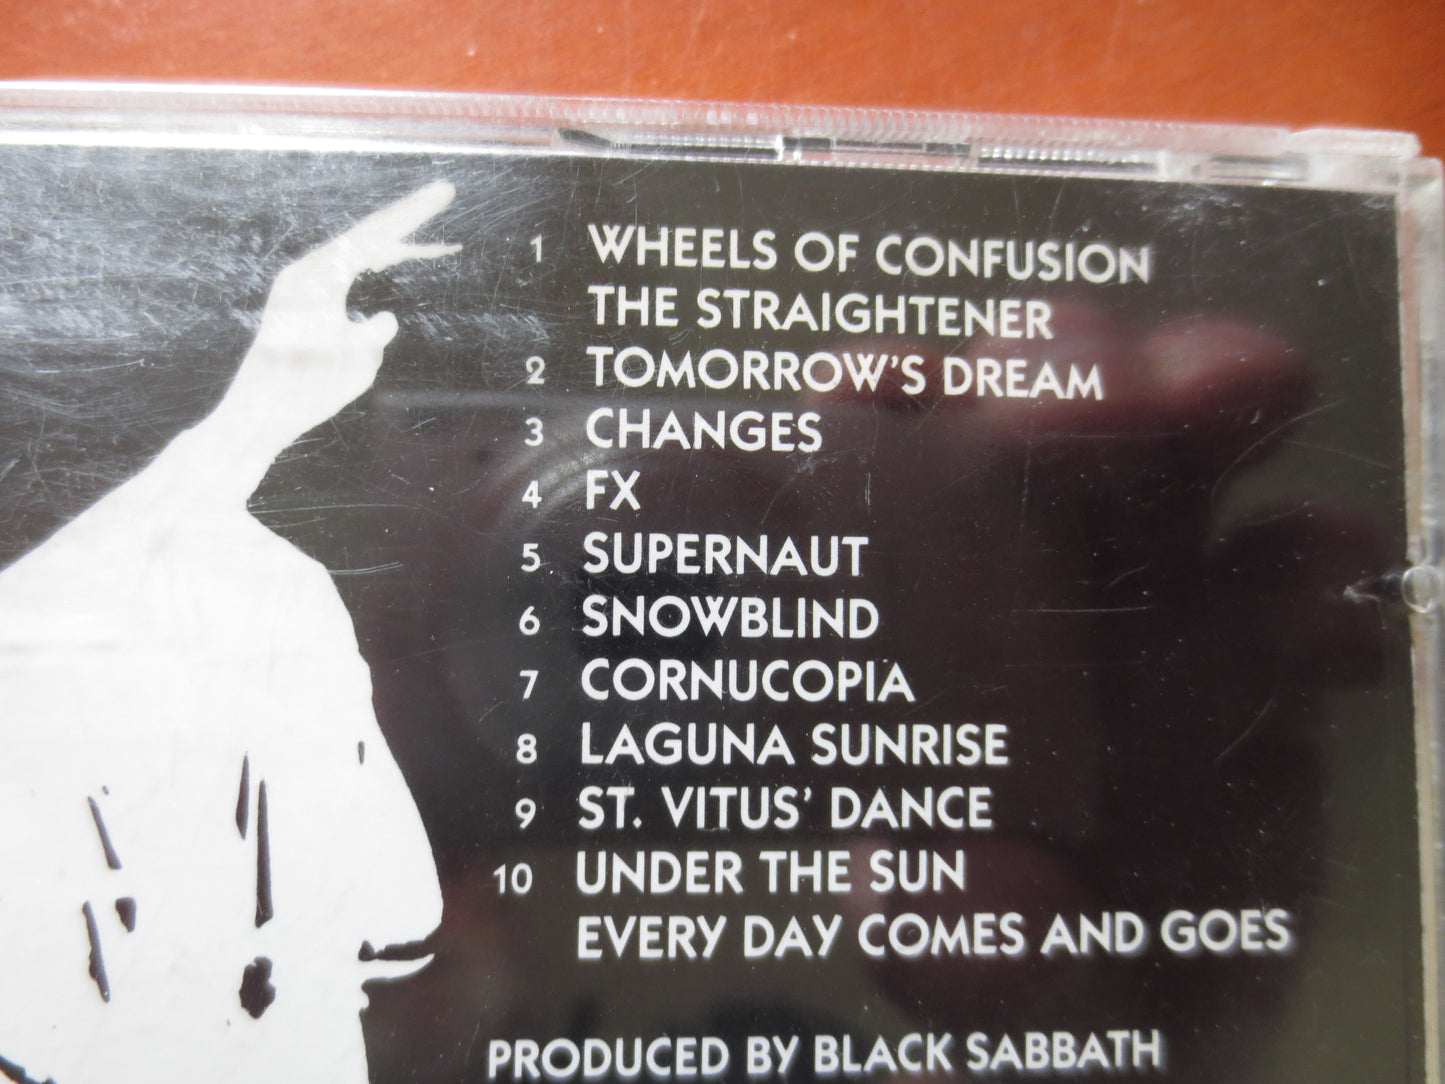 1 WHEELS OF CONFUSION
THE STRAIGHTENER
2 TOMORROW'S DREAM
3 CHANGES
4 FX
5 SUPERNAUT
6 SNOWBLIND
7 CORNUCOPIA
8 LAGUNA SUNRISE
9 ST. VITUS' DANCE
10 UNDER THE SUN
EVERY DAY COMES AND GOES
PRODUCED BY BLACK SABBATH